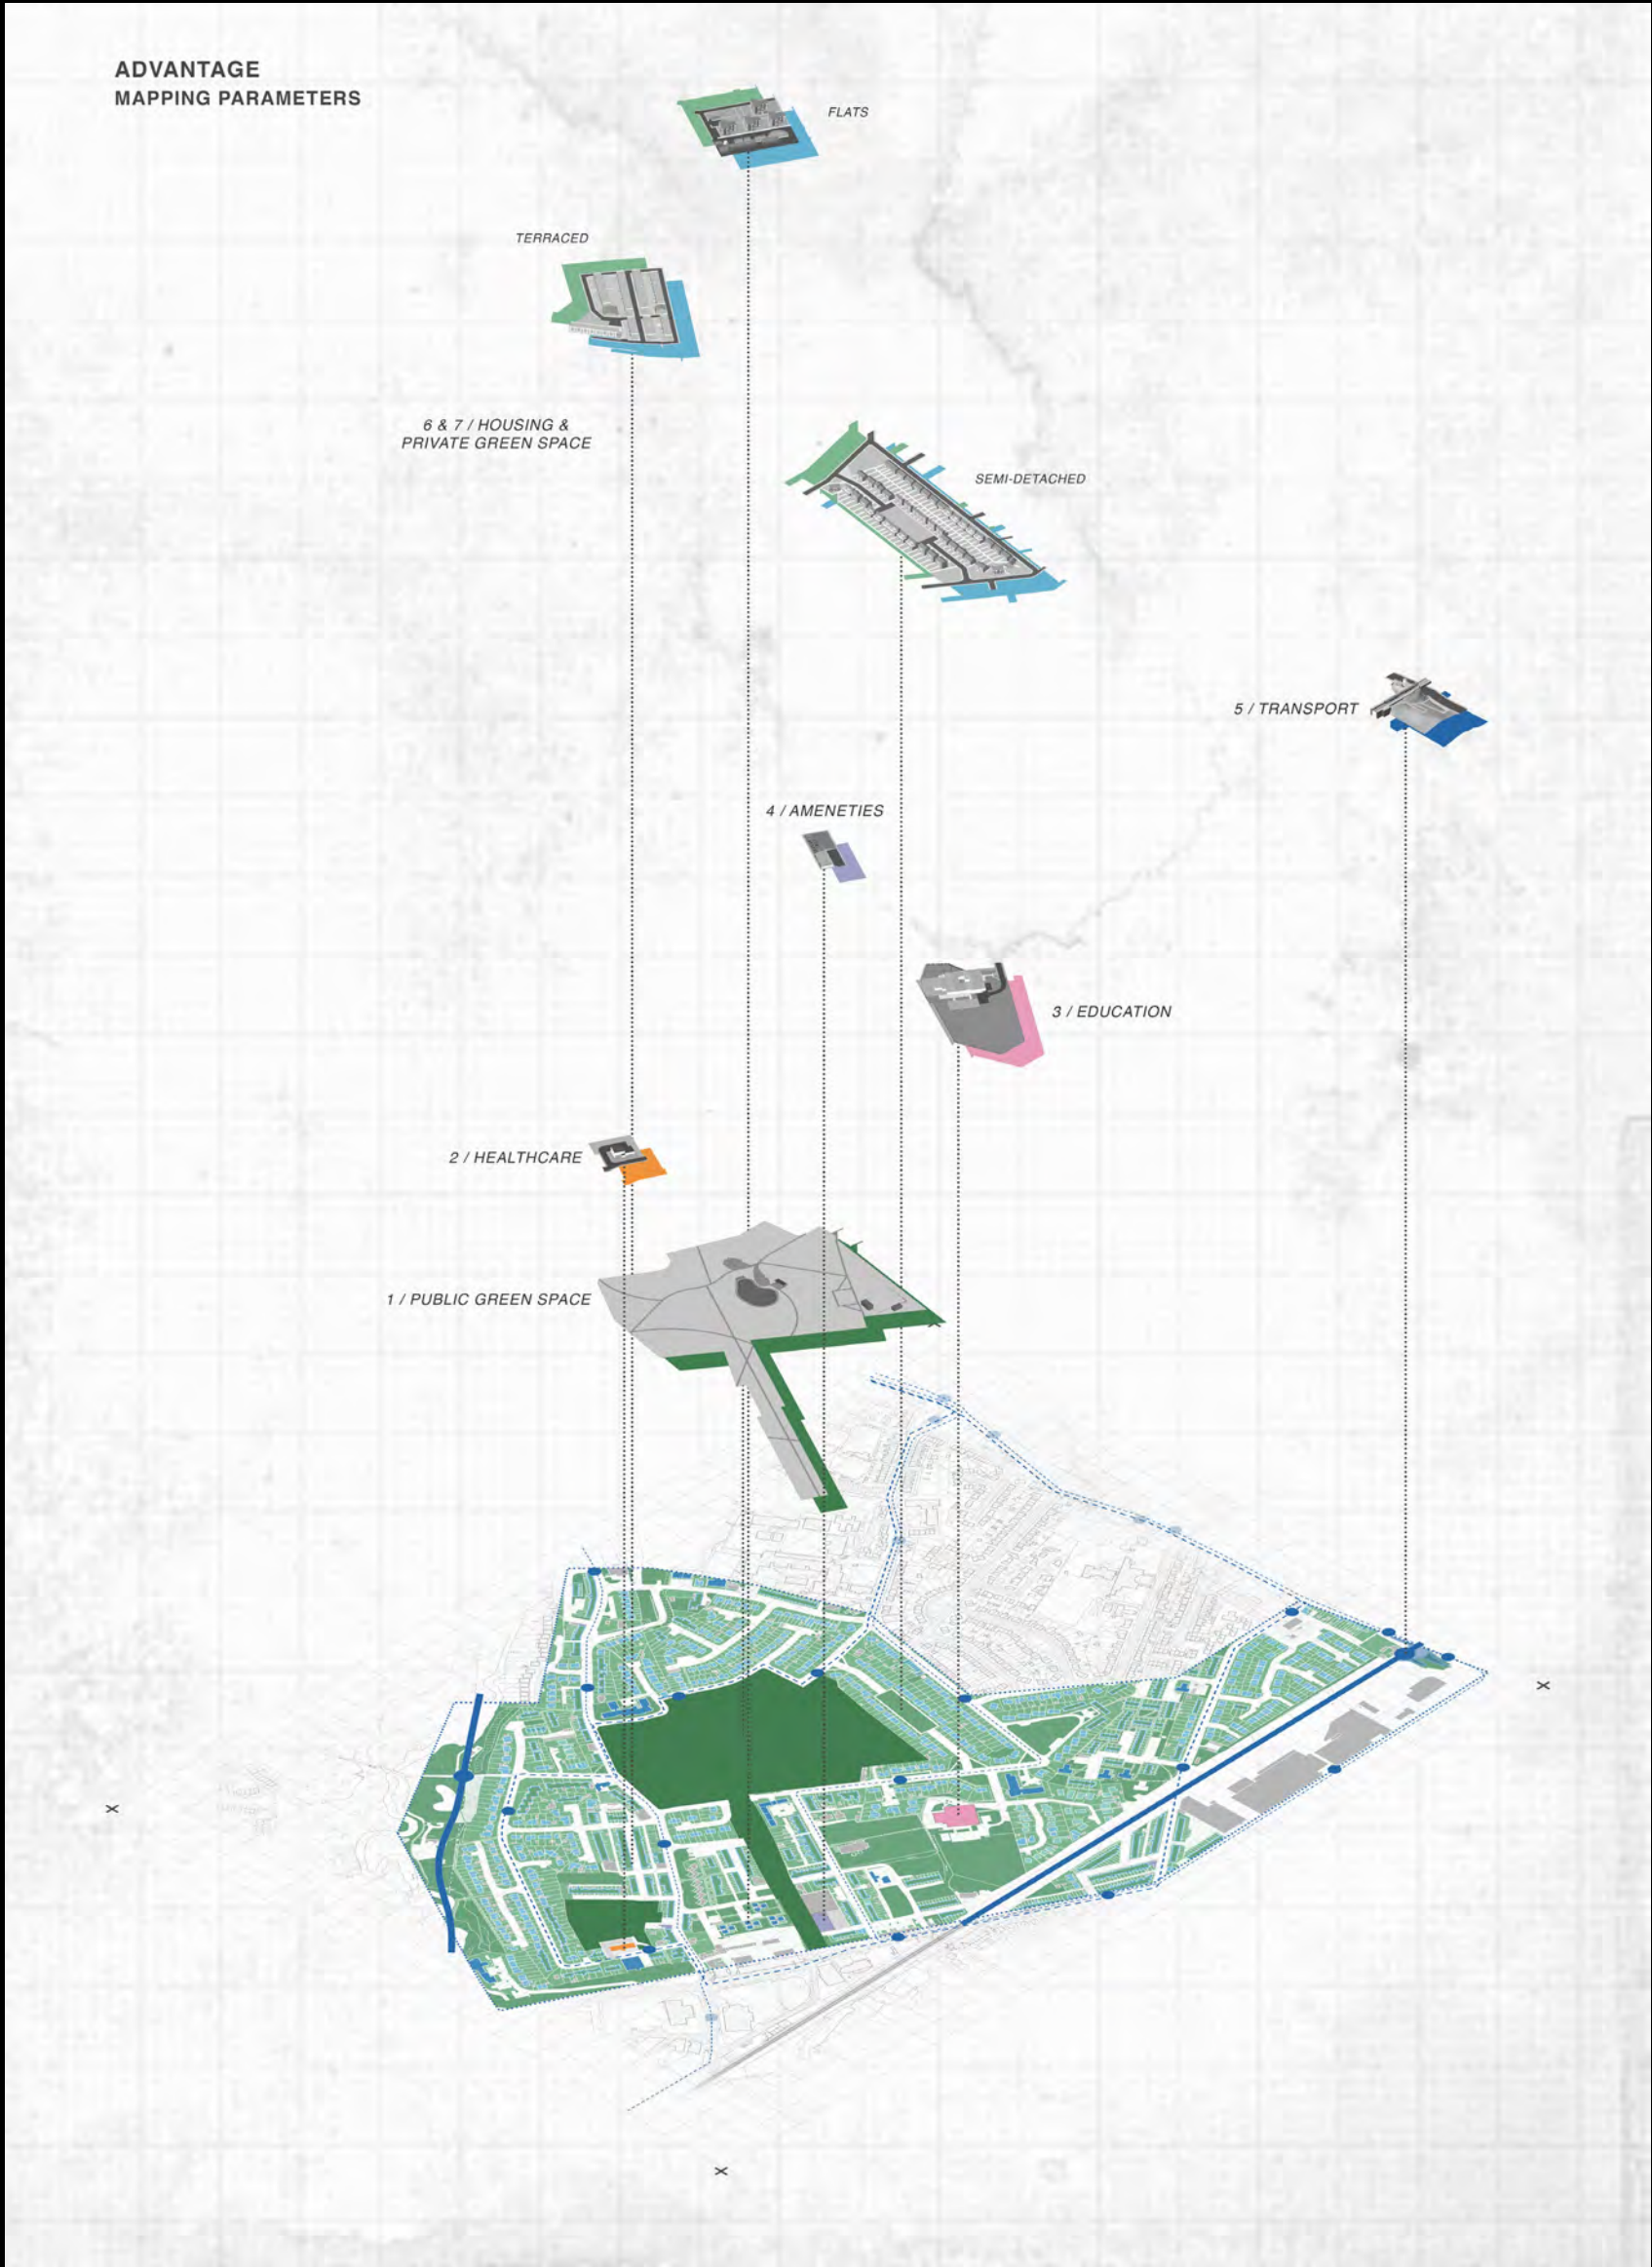 ADVANTAGE
MAPPING PARAMETERS
FLATS
TERRACED
6 & 7 / HOUSING &
PRIVATE GREEN SPACE
SEMI-DETACHED
5 / TRANSPORT
4 / AMENETIES
3 / EDUCATION
2 / HEALTHCARE
1 / PUBLIC GREEN SPACE